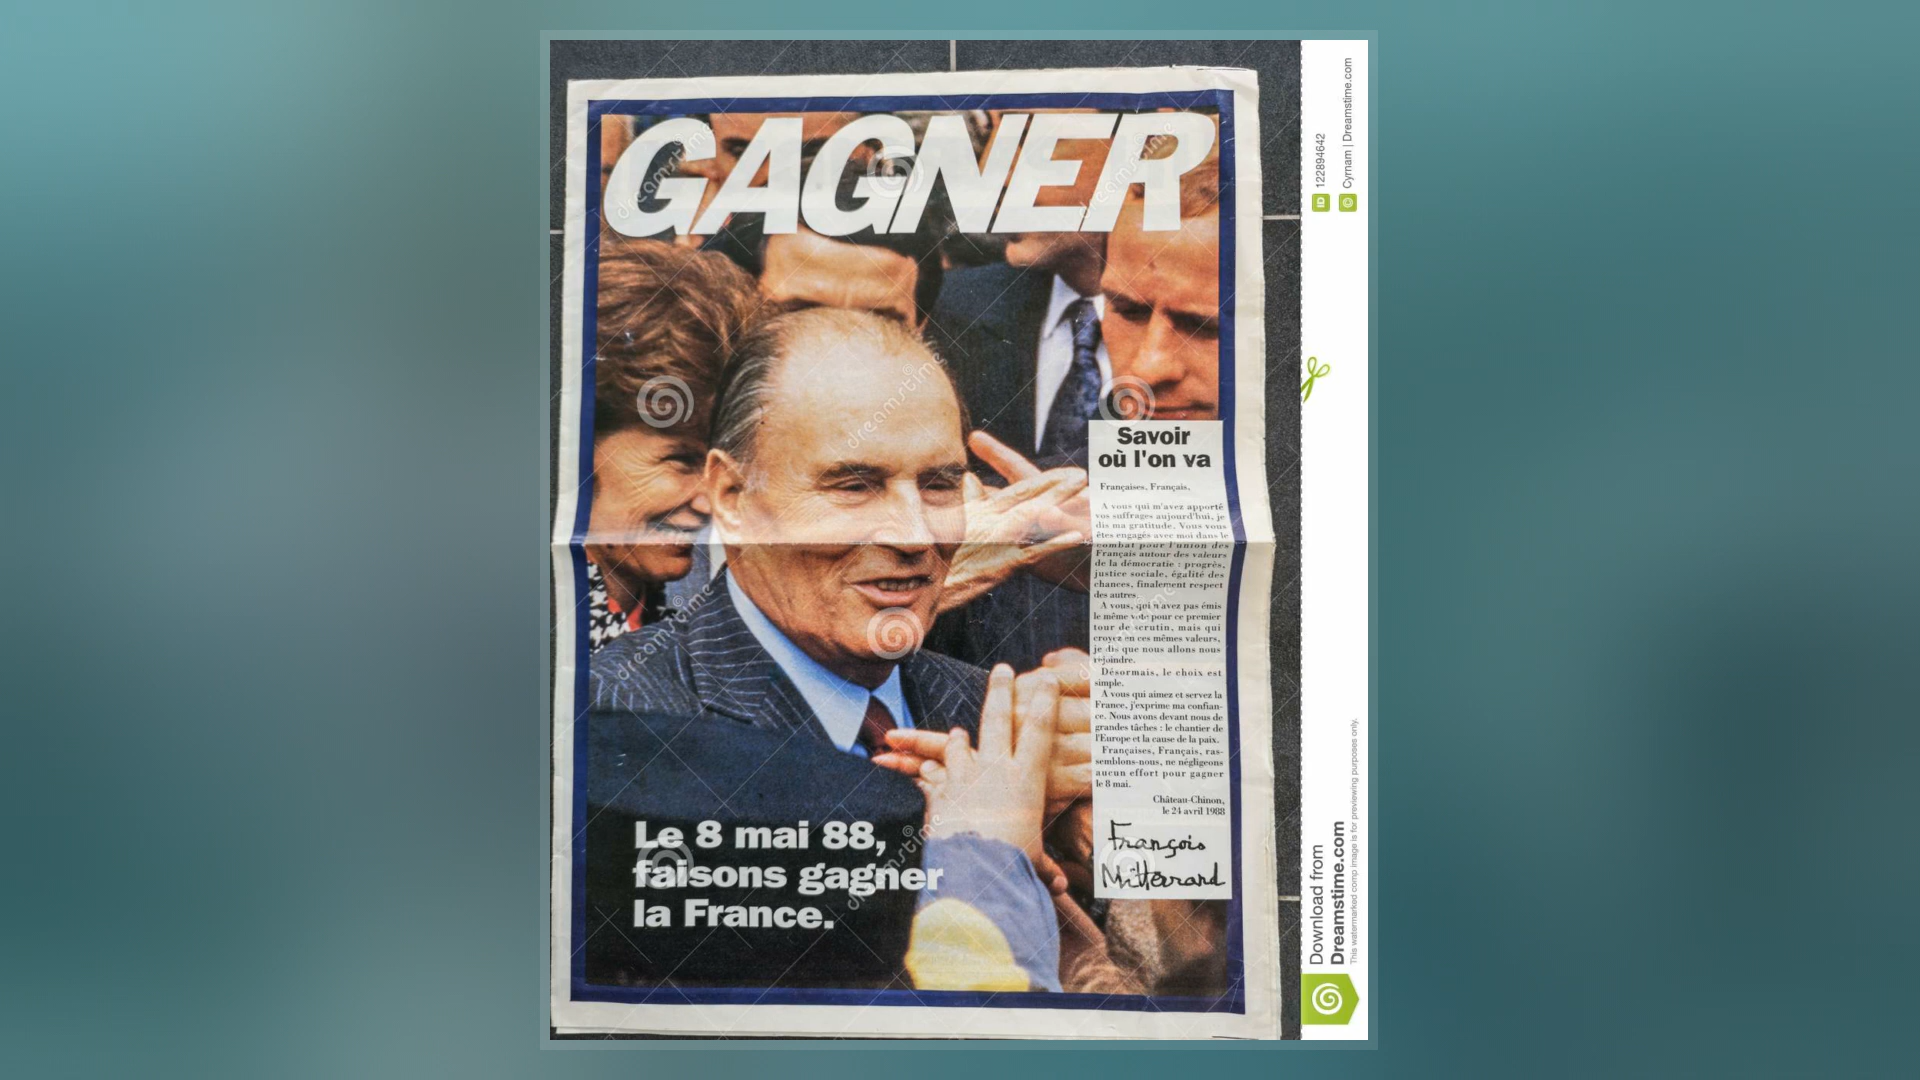 GAGNER
Savoir
où l'on va
Françaises, Français,
A vous qui m'avez apporté
vos suffrages aujourd'hui, je
dis ma gratitude. Vous vous
êtes engagés avec moi dans le
combat pour l'union des
Français autour des valeurs
de la démocratie : progrès,
justice sociale, égalité des
chances, finalement respect
des autres.
A vous, qui n'avez pas émis
le même vote pour ce premier
tour de scrutin, mais qui
croyez en ces mêmes valeurs,
je dis que nous allons nous
rejoindre.
Désormais, le choix est
simple.
A vous qui aimez et servez la
France, j'exprime ma confian-
ce. Nous avons devant nous de
grandes tâches : le chantier de
l'Europe et la cause de la paix.
Françaises, Français, ras-
semblons-nous, ne négligeons
aucun effort pour gagner
le 8 mai.
Château-Chinon,
le 24 avril 1988
François
Mitterrand
Le 8 mai 88,
faisons gagner
la France.
dreamstime
dreamstime
dreamstime
dreamstime
dreamstime
dreamstime
dreamstime
ID 122894642
© Cymam | Dreamstime.com
Download from
Dreamstime.com
This watermarked comp image is for previewing purposes only.